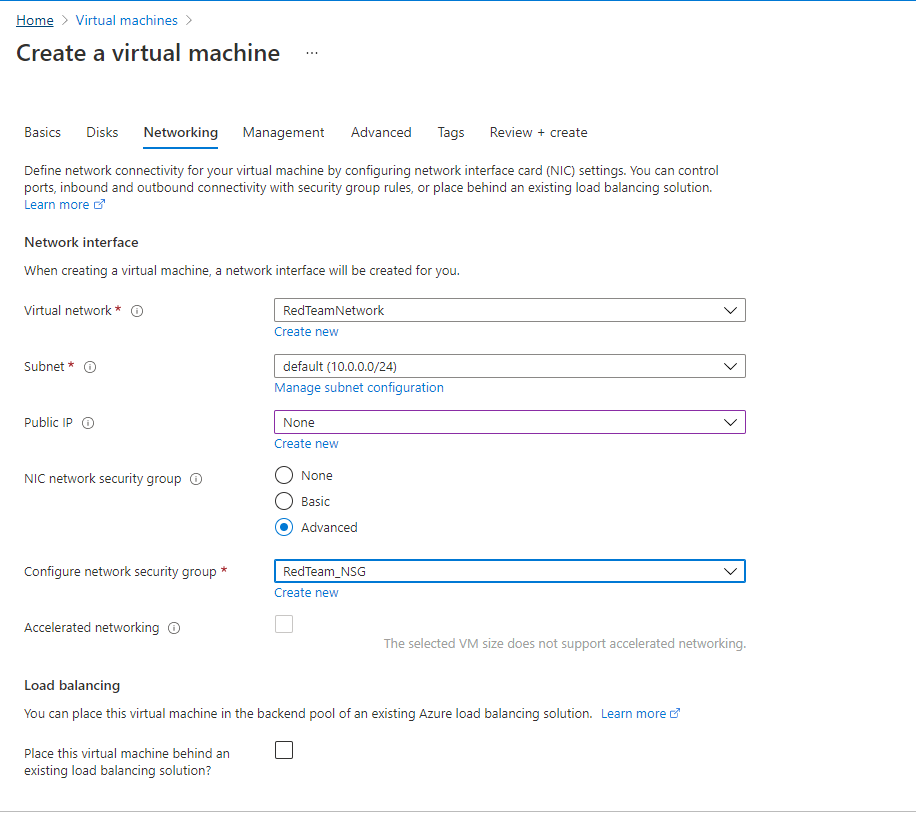 Home > Virtual machines >
Create a virtual machine ...
Basics Disks Networking Management Advanced Tags Review + create
Define network connectivity for your virtual machine by configuring network interface card (NIC) settings. You can control
ports, inbound and outbound connectivity with security group rules, or place behind an existing load balancing solution.
Learn more
Network interface
When creating a virtual machine, a network interface will be created for you.
Virtual network * RedTeamNetwork
Create new
Subnet * default (10.0.0.0/24)
Manage subnet configuration
Public IP None
Create new
NIC network security group
None
Basic
Advanced
Configure network security group * RedTeam_NSG
Create new
Accelerated networking
The selected VM size does not support accelerated networking.
Load balancing
You can place this virtual machine in the backend pool of an existing Azure load balancing solution. Learn more
Place this virtual machine behind an
existing load balancing solution?